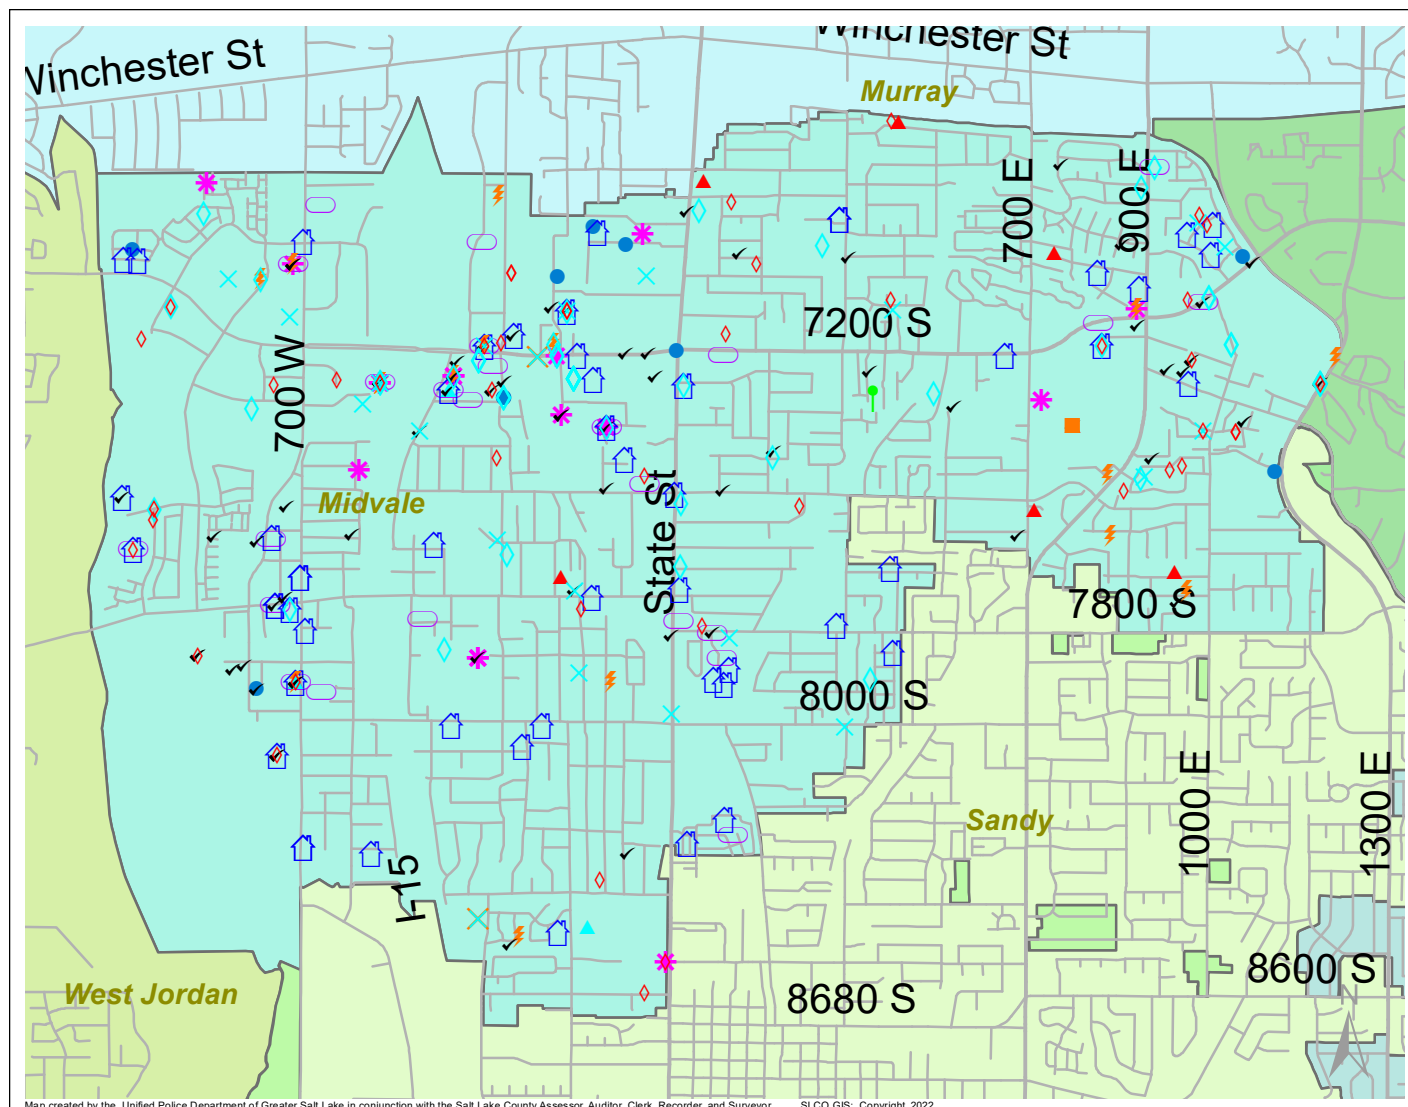 Winchester St
Winchester St
Murray
700 E
900 E
7200 S
700 W
Midvale
State St
7800 S
8000 S
1000 E
1300 E
Sandy
I-15
West Jordan
8600 S
8680 S
Map created by the Unified Police Department of Greater Salt Lake in conjunction with the Salt Lake County Assessor, Auditor, Clerk, Recorder, and Surveyor. SLCO GIS: Copyright, 2022